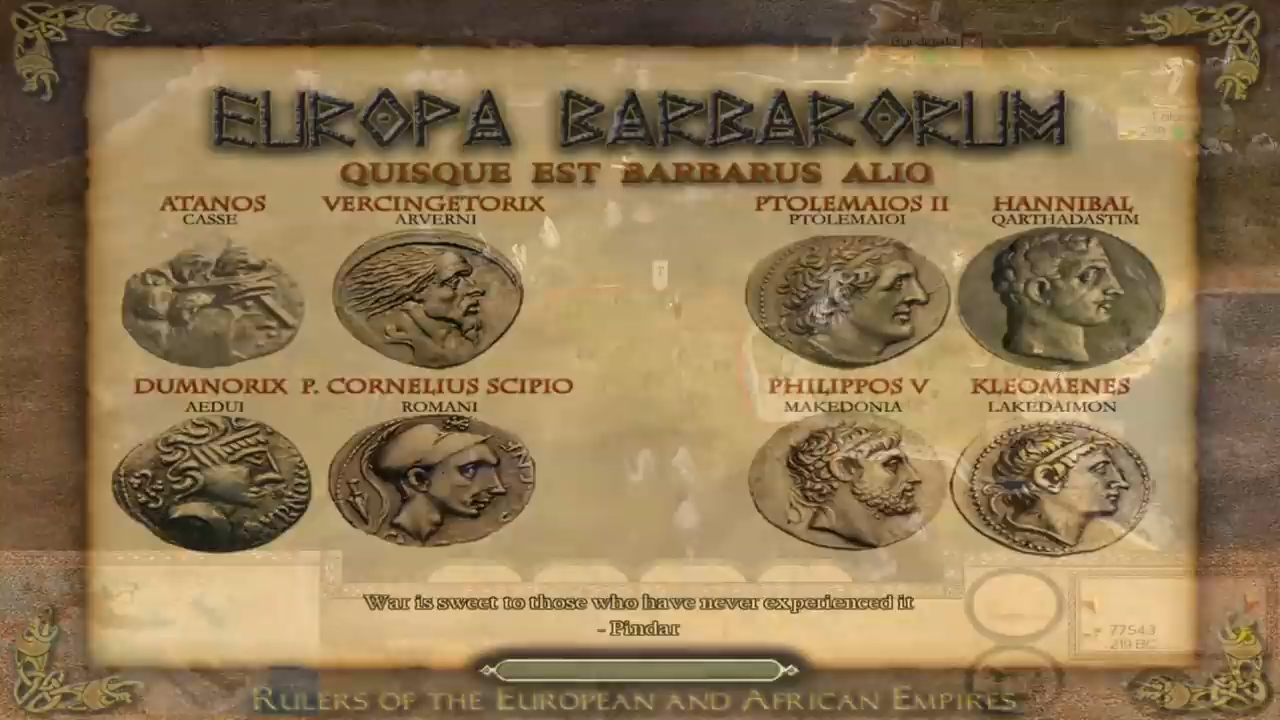 EUROPA BARBARORUM
QUISQUE EST BARBARUS ALIO
ATANOS
CASSE
VERCINGETORIX
ARVERNI
PTOLEMAIOS II
PTOLEMAIOI
HANNIBAL
QARTHADASTIM
DUMNORIX
AEDUI
P. CORNELIUS SCIPIO
ROMANI
PHILIPPOS V
MAKEDONIA
KLEOMENES
LAKEDAIMON
War is sweet to those who have never experienced it
- Pindar
77543
219 BC
RULERS OF THE EUROPEAN AND AFRICAN EMPIRES